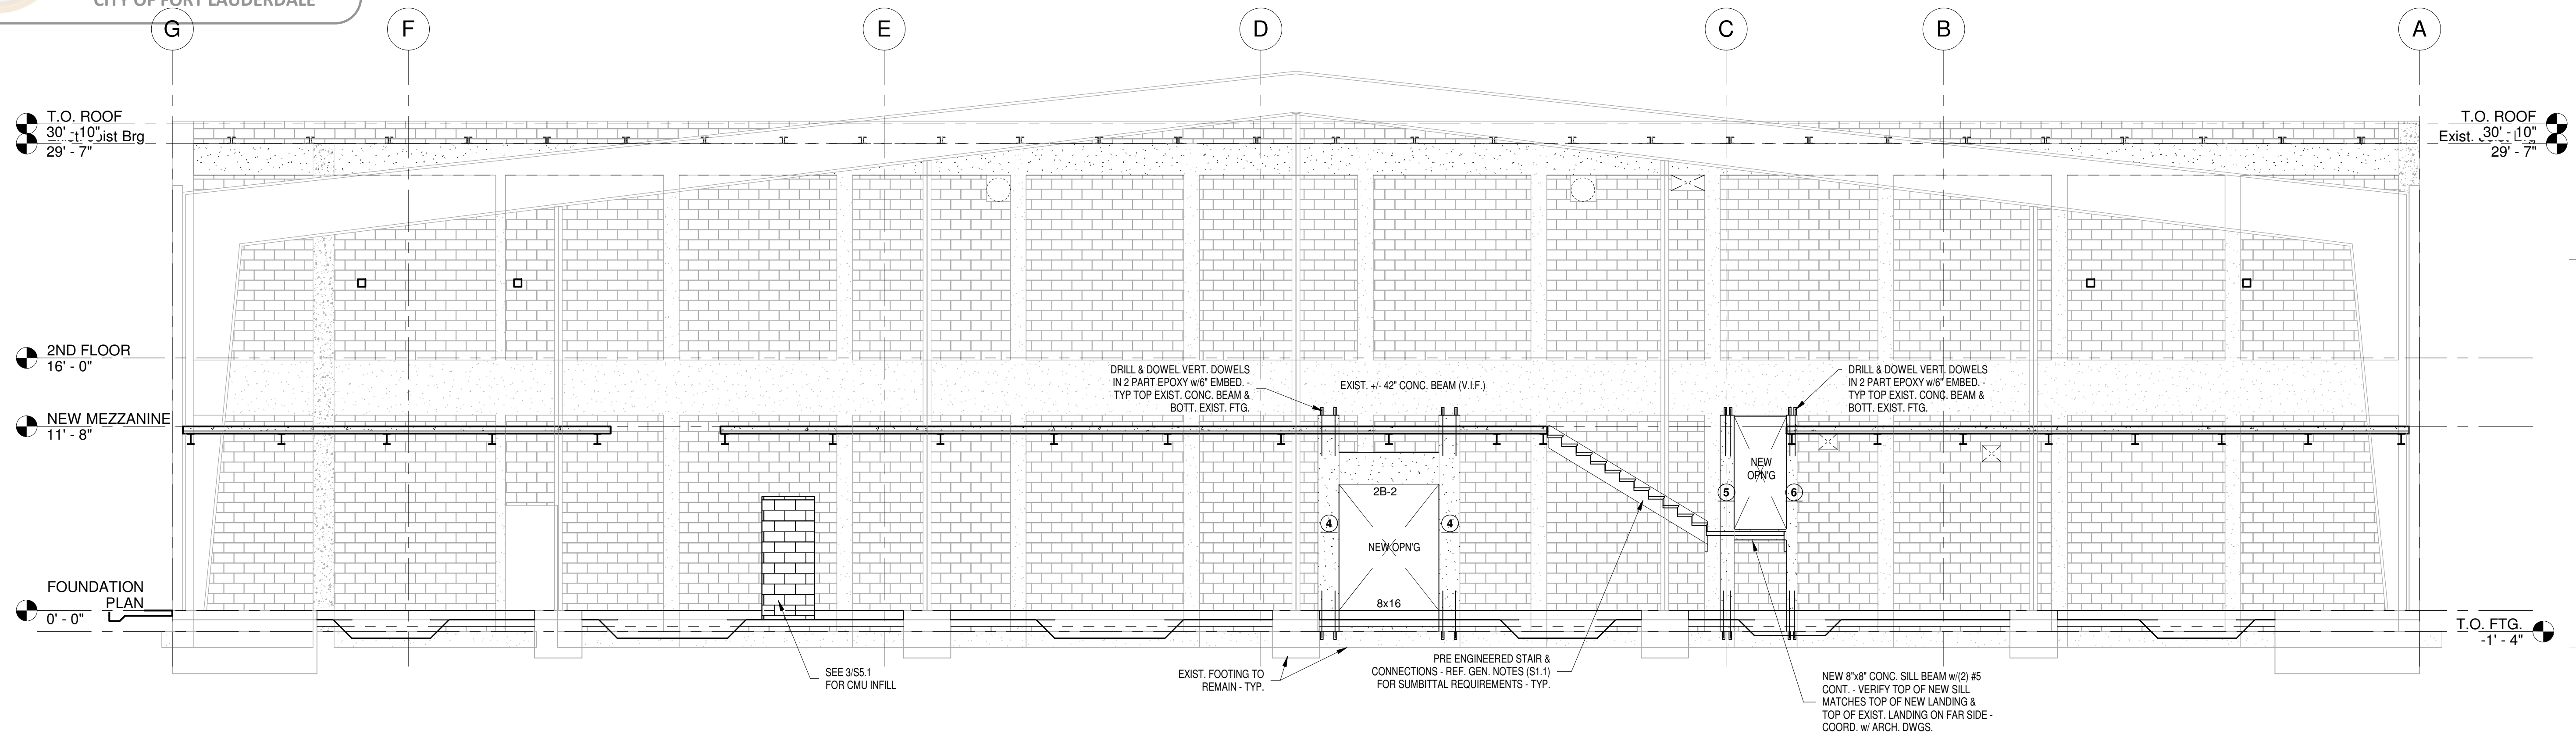 CITY OF FORT LAUDERDALE
G
F
E
D
C
B
A
T.O. ROOF
30' - 10"
Brg
29' - 7"
T.O. ROOF
30' - 10"
Exist.
29' - 7"
2ND FLOOR
16' - 0"
NEW MEZZANINE
11' - 8"
FOUNDATION
PLAN
0' - 0"
T.O. FTG.
-1' - 4"
DRILL & DOWEL VERT. DOWELS
IN 2 PART EPOXY w/6" EMBED. -
TYP TOP EXIST. CONC. BEAM &
BOTT. EXIST. FTG.
EXIST. +/- 42" CONC. BEAM (V.I.F.)
DRILL & DOWEL VERT. DOWELS
IN 2 PART EPOXY w/6" EMBED. -
TYP TOP EXIST. CONC. BEAM &
BOTT. EXIST. FTG.
NEW
OPN'G
2B-2
5
6
4
4
NEW OPN'G
8x16
SEE 3/S5.1
FOR CMU INFILL
EXIST. FOOTING TO
REMAIN - TYP.
PRE ENGINEERED STAIR &
CONNECTIONS - REF. GEN. NOTES (S1.1)
FOR SUMBITTAL REQUIREMENTS - TYP.
NEW 8"x8" CONC. SILL BEAM w/(2) #5
CONT. - VERIFY TOP OF NEW SILL
MATCHES TOP OF NEW LANDING &
TOP OF EXIST. LANDING ON FAR SIDE -
COORD. w/ ARCH. DWGS.